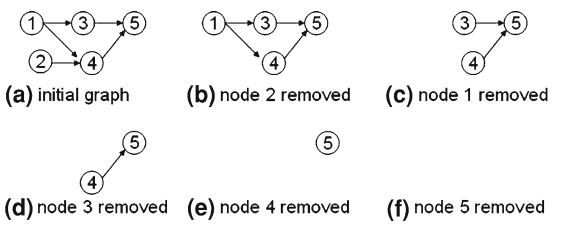 1 3 5 1 3 5 3 5
2 4 4 4
(a) initial graph (b) node 2 removed (c) node 1 removed
5 5
4
(d) node 3 removed (e) node 4 removed (f) node 5 removed